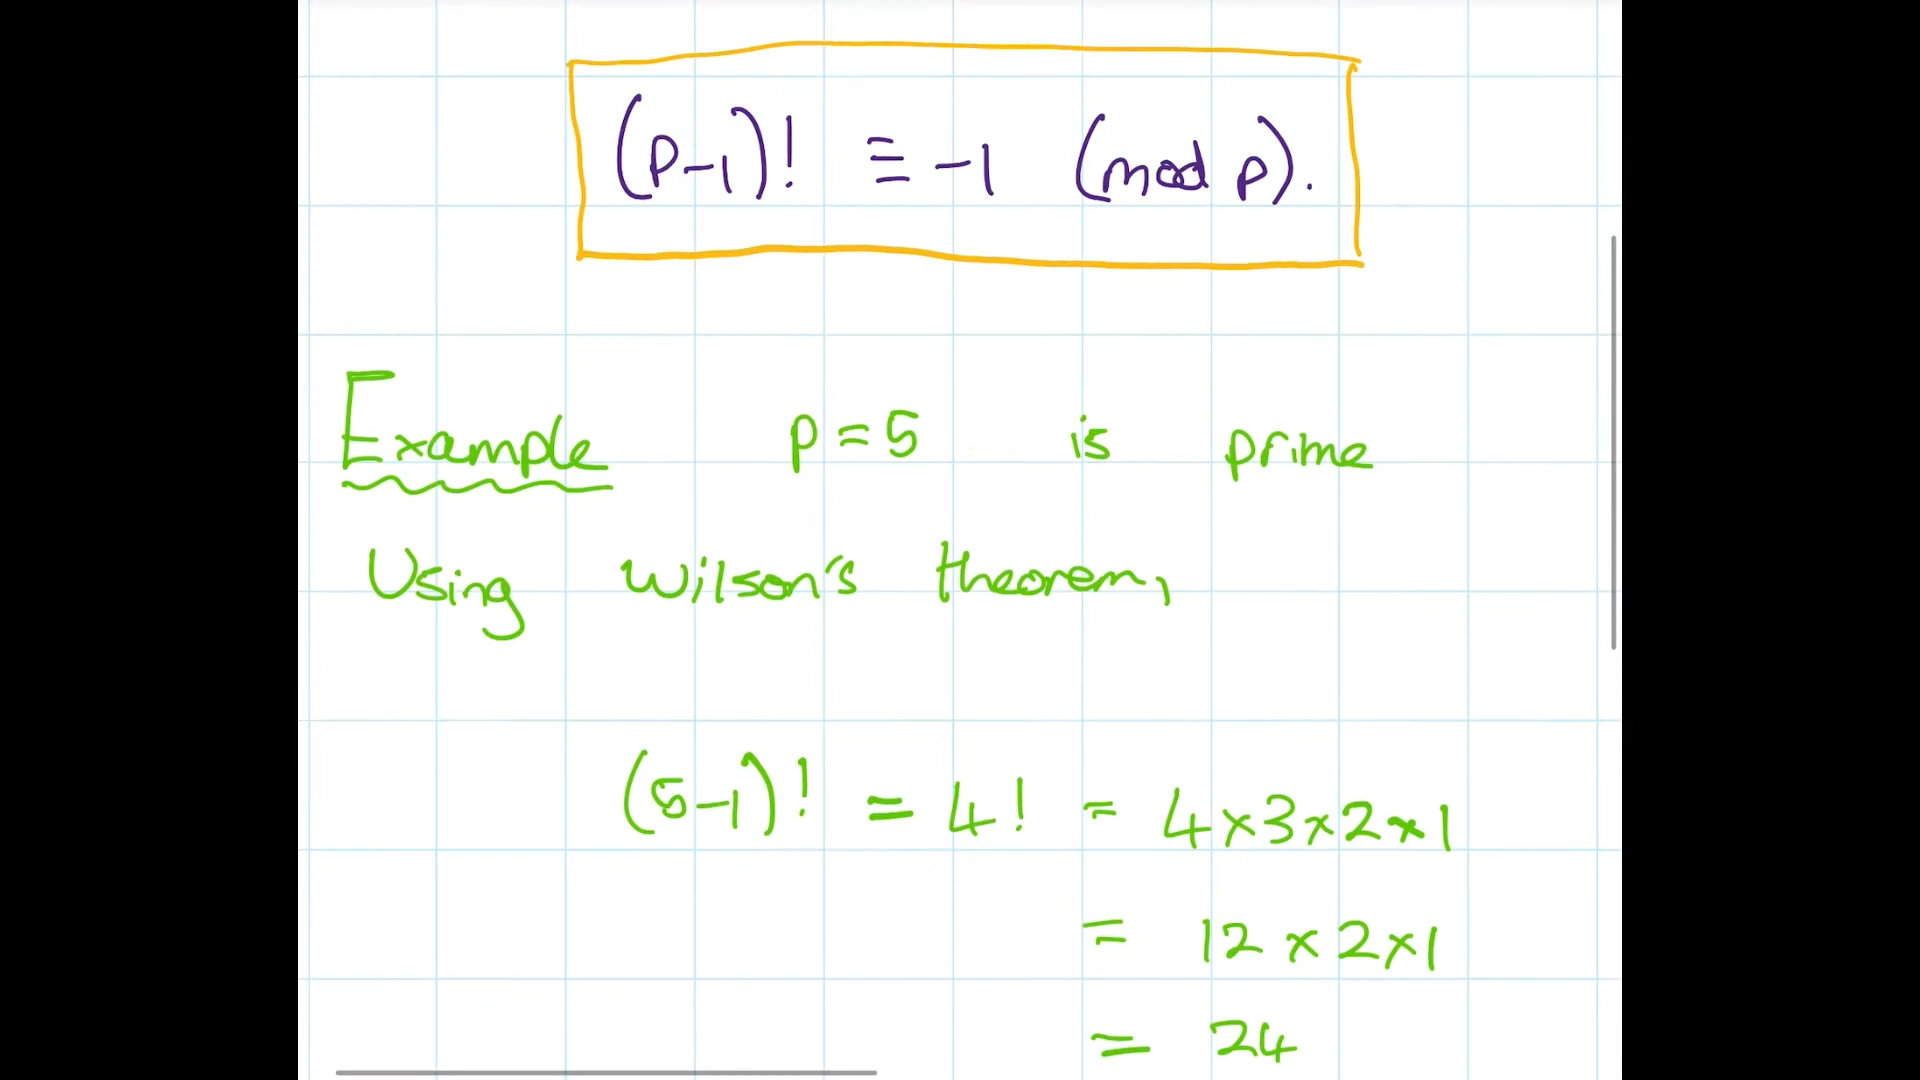 (p-1)! ≡ -1 (mod p).
Example p = 5 is prime
Using Wilson's theorem,
(5-1)! = 4! = 4×3×2×1
= 12 × 2×1
= 24